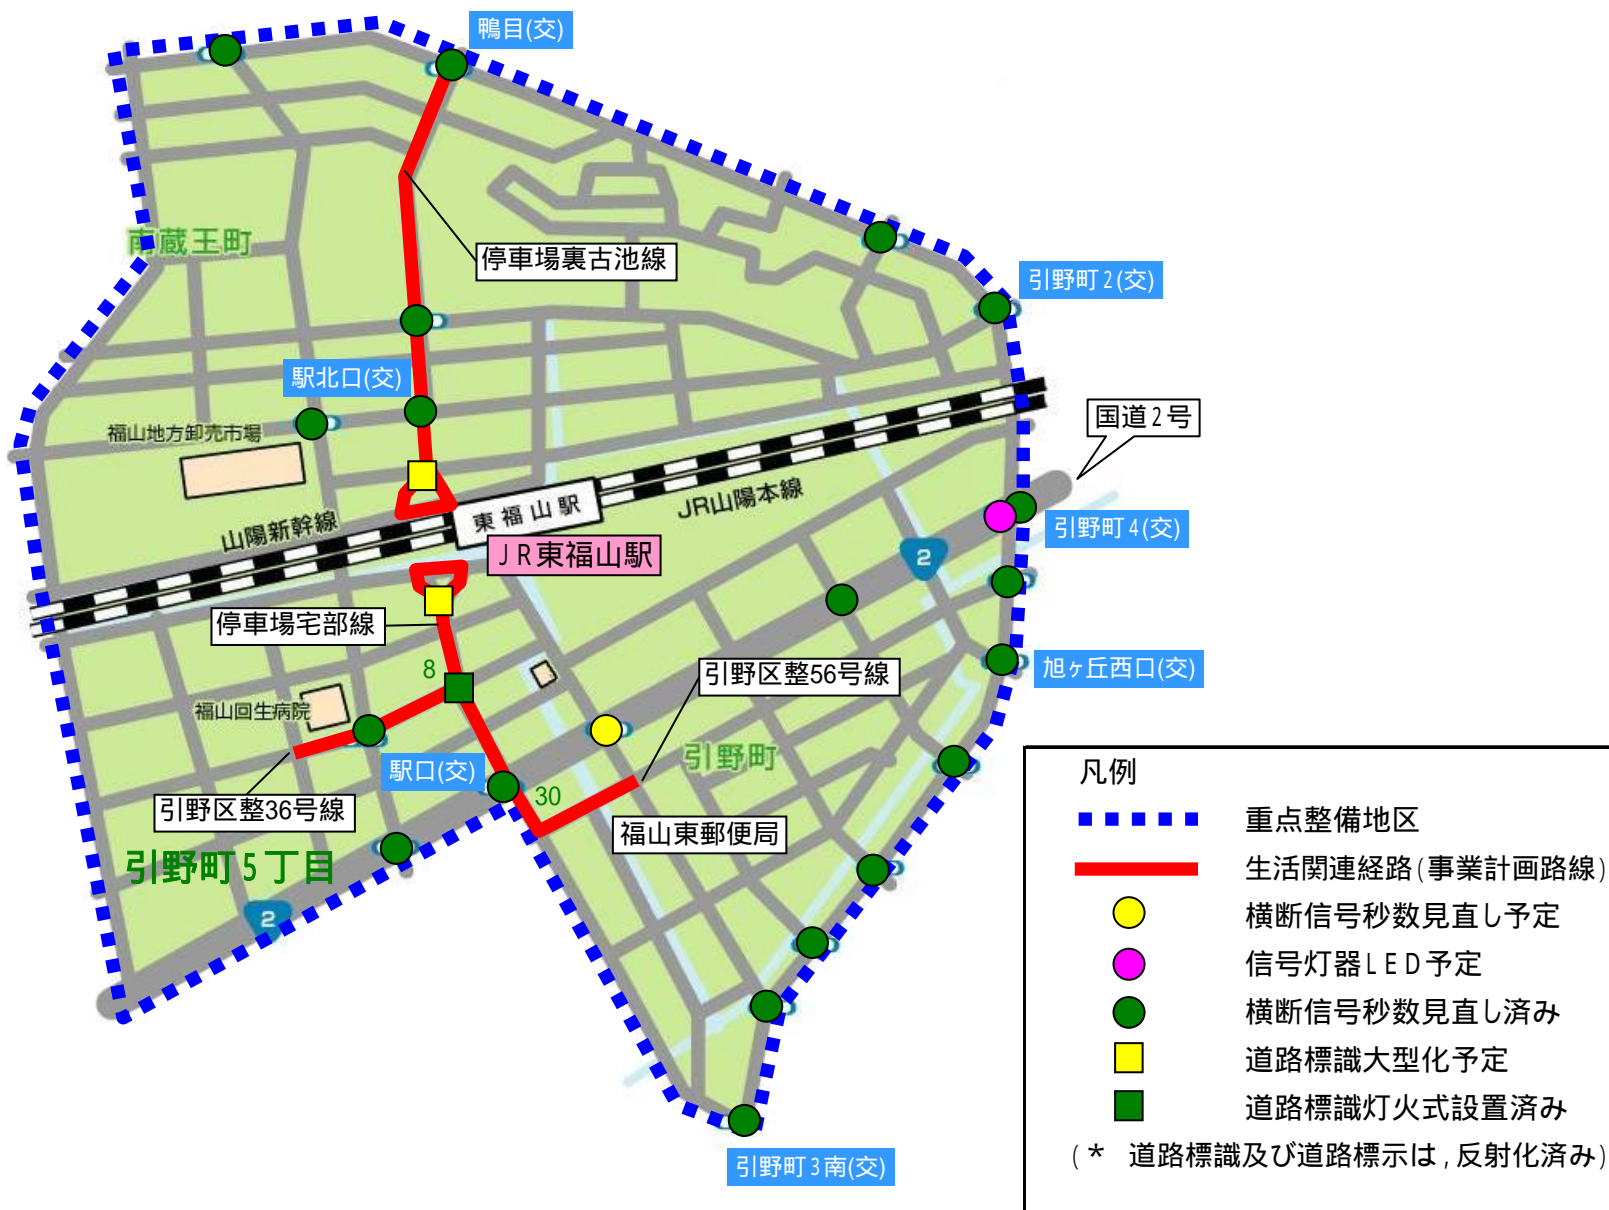 鴨目(交)
南蔵王町
停車場裏古池線
引野町2(交)
駅北口(交)
国道2号
福山地方卸売市場
東福山駅
JR山陽本線
山陽新幹線
引野町4(交)
JR東福山駅
2
停車場宅部線
8
引野区整56号線
旭ヶ丘西口(交)
福山回生病院
引野町
駅口(交)
30
引野区整36号線
福山東郵便局
引野町5丁目
2
引野町3南(交)
凡例
重点整備地区
生活関連経路(事業計画路線)
横断信号秒数見直し予定
信号灯器LED予定
横断信号秒数見直し済み
道路標識大型化予定
道路標識灯火式設置済み
(* 道路標識及び道路標示は,反射化済み)